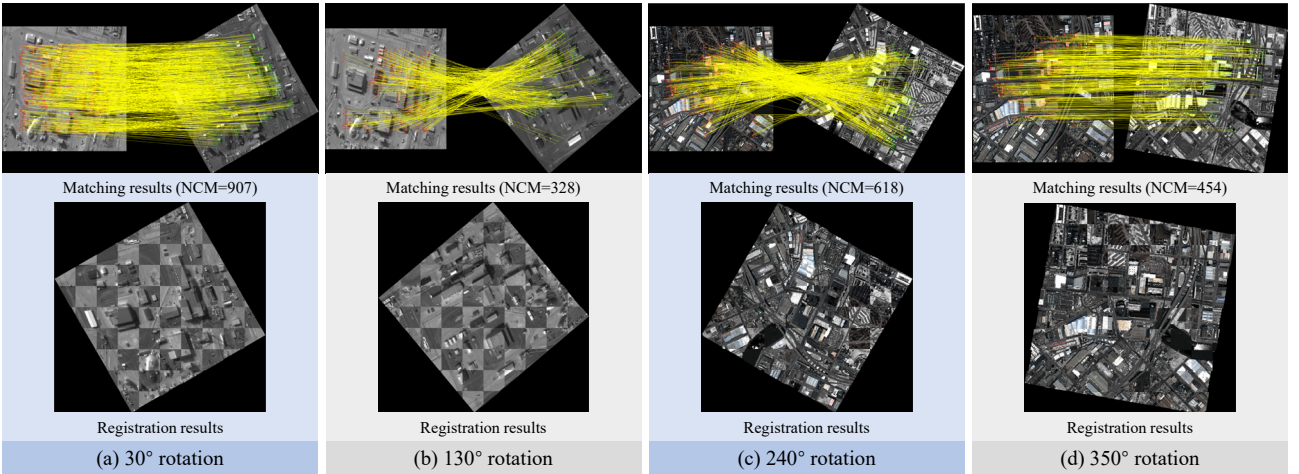 Matching results (NCM=907)
Matching results (NCM=328)
Matching results (NCM=618)
Matching results (NCM=454)
Registration results
Registration results
Registration results
Registration results
(a) 30° rotation
(b) 130° rotation
(c) 240° rotation
(d) 350° rotation